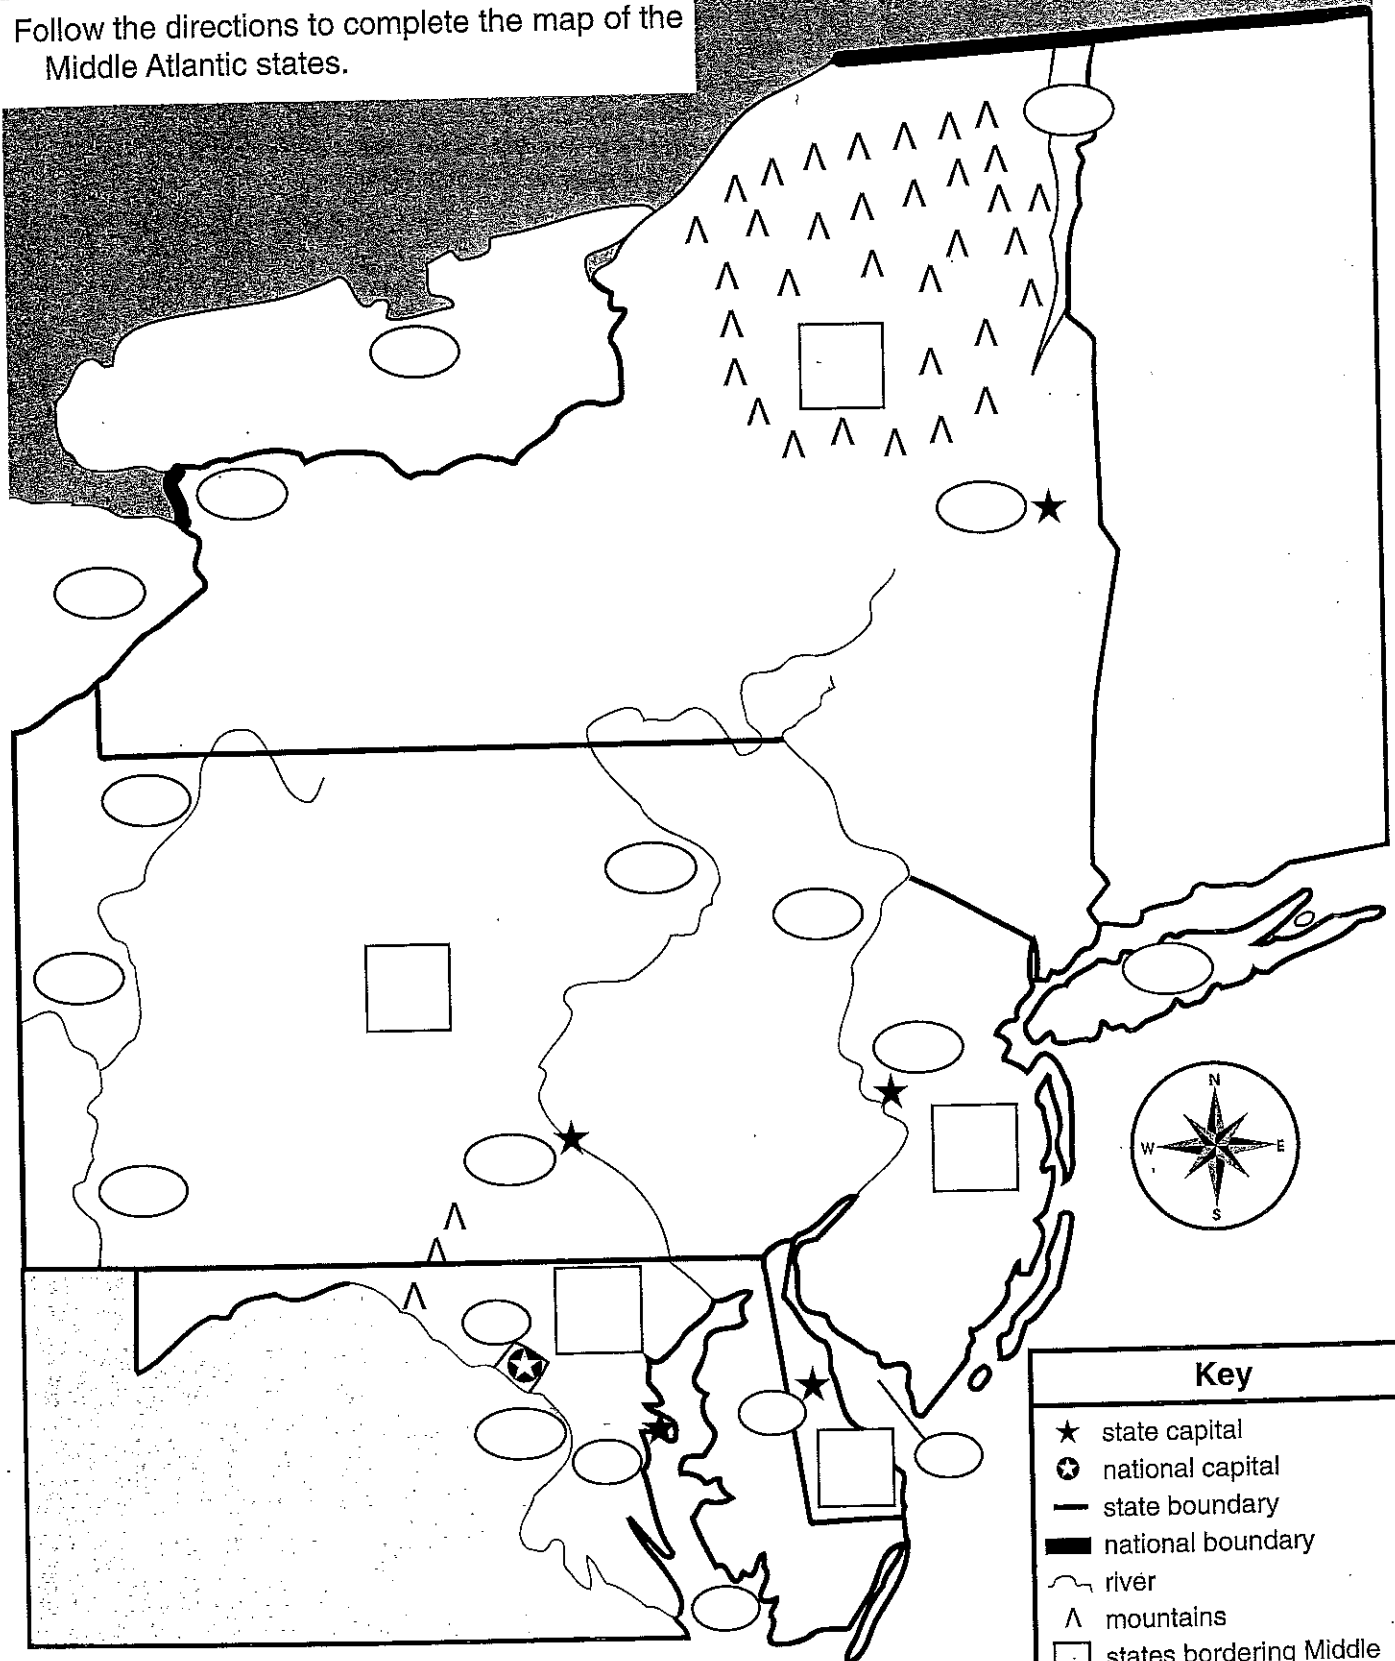 Follow the directions to complete the map of the
Middle Atlantic states.
N
W
E
S
Key
state capital
national capital
state boundary
national boundary
river
mountains
states bordering Middle